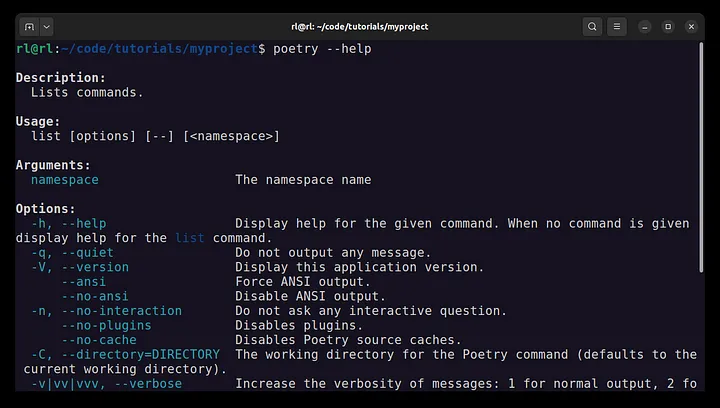 rl@rl: ~/code/tutorials/myproject
rl@rl:~/code/tutorials/myproject$ poetry --help
Description:
Lists commands.
Usage:
list [options] [--] [<namespace>]
Arguments:
namespace The namespace name
Options:
-h, --help Display help for the given command. When no command is given
display help for the list command.
-q, --quiet Do not output any message.
-V, --version Display this application version.
--ansi Force ANSI output.
--no-ansi Disable ANSI output.
-n, --no-interaction Do not ask any interactive question.
--no-plugins Disables plugins.
--no-cache Disables Poetry source caches.
-C, --directory=DIRECTORY The working directory for the Poetry command (defaults to the
current working directory).
-v|vv|vvv, --verbose Increase the verbosity of messages: 1 for normal output, 2 fo